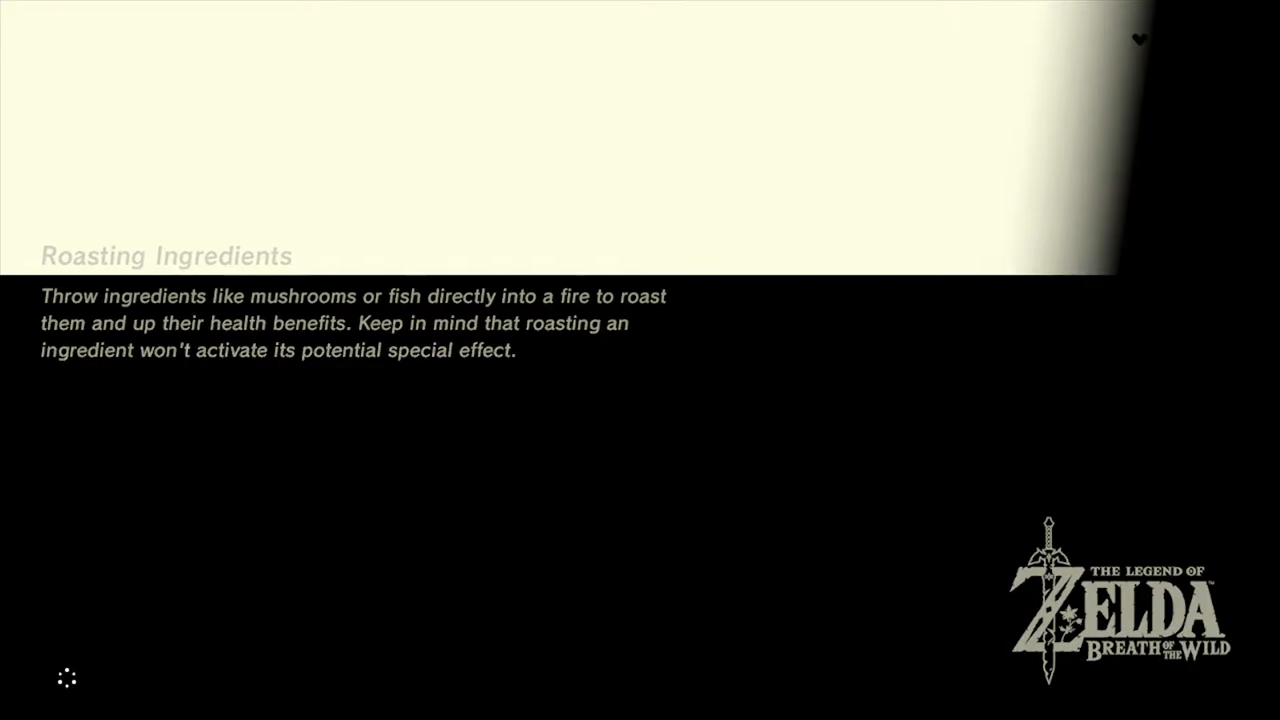 Roasting Ingredients
Throw ingredients like mushrooms or fish directly into a fire to roast
them and up their health benefits. Keep in mind that roasting an
ingredient won't activate its potential special effect.
THE LEGEND OF
ZELDA
BREATH OF THE WILD